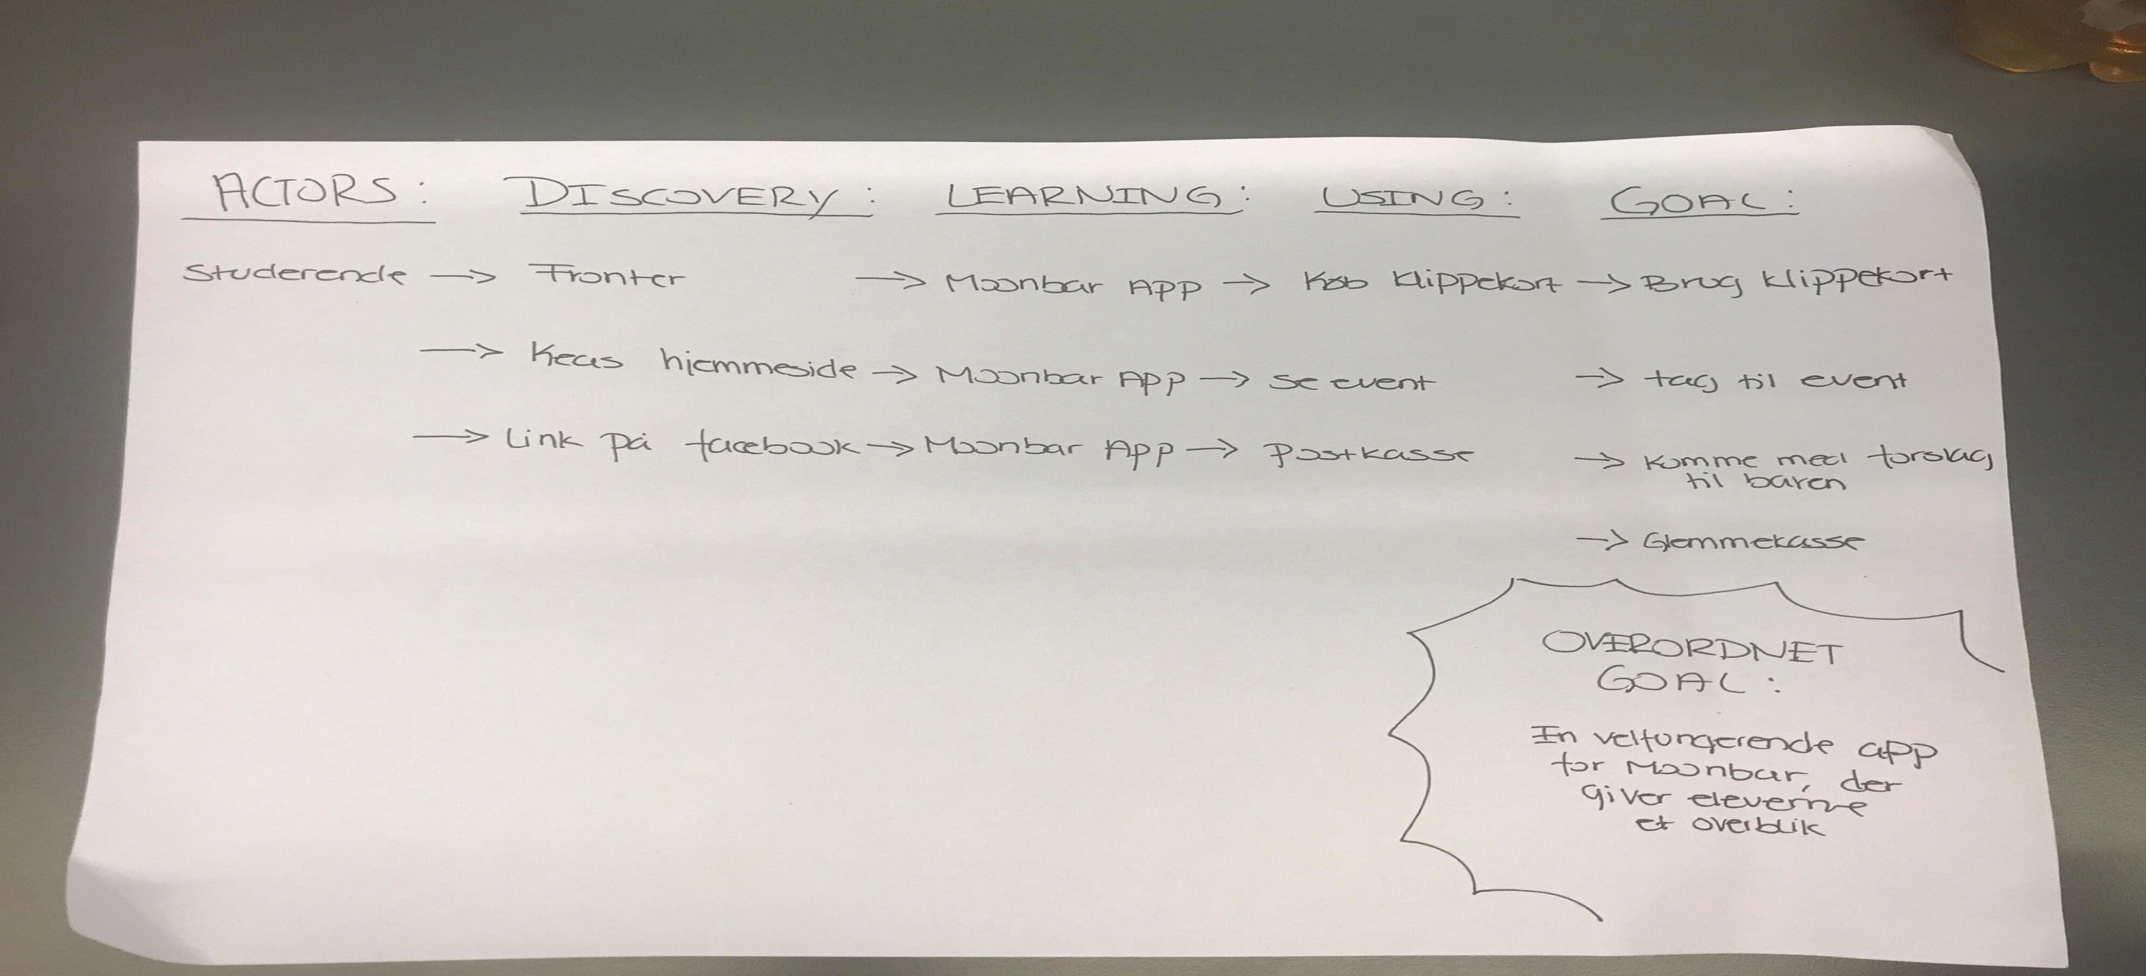 ACTORS: DISCOVERY: LEARNING: USING: GOAL:
Studerende → Fronter → Moonbar App → Køb klippekort → Brug klippekort
→ Keas hjemmeside → Moonbar App → se event → tag til event
→ Link på facebook → Moonbar App → Postkasse → Komme med forslag
til baren
→ Glemmekasse
OVERORDNET
GOAL:
En velfungerende app
for Moonbar, der
giver eleverne
et overblik